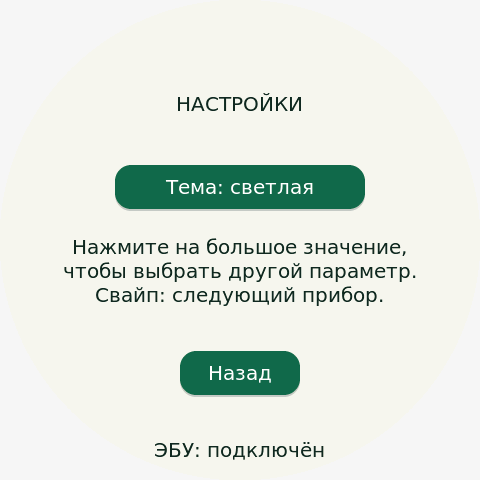 НАСТРОЙКИ
Тема: светлая
Нажмите на большое значение,
чтобы выбрать другой параметр.
Свайп: следующий прибор.
Назад
ЭБУ: подключён